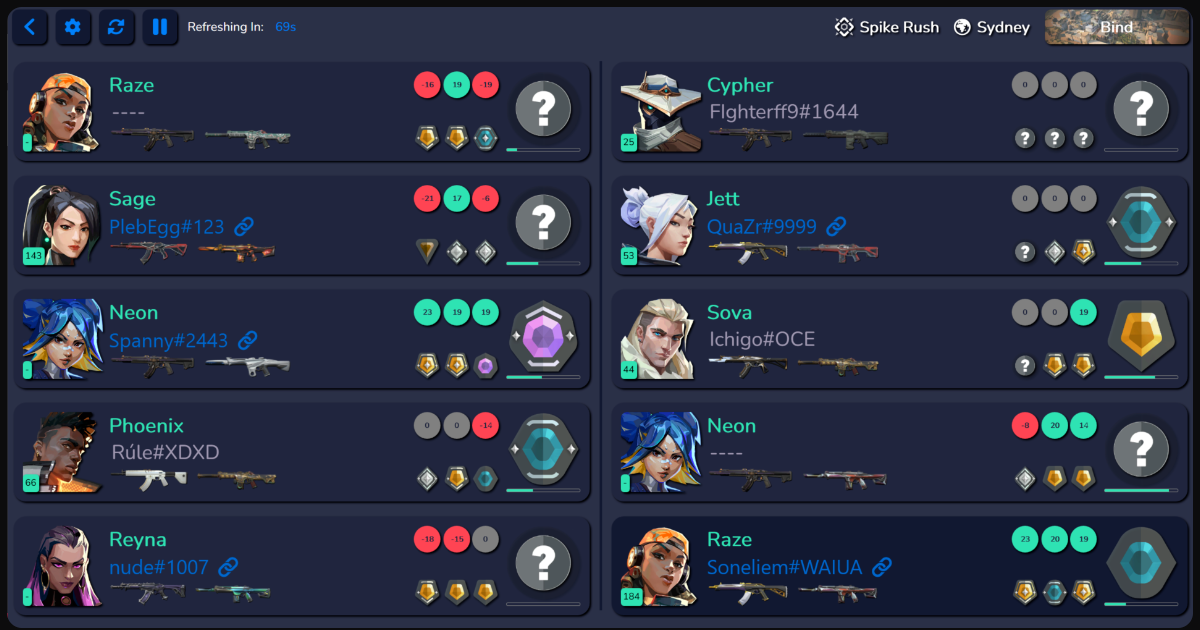 Refreshing In: 69s
Spike Rush
Sydney
Bind
Raze
----
-16 19 -19
-
?
Sage
PlebEgg#123
-21 17 -6
143
?
Neon
Spanny#2443
23 19 19
-
Phoenix
Rúle#XDXD
0 0 -14
66
Reyna
nude#1007
-18 -15 0
-
?
Cypher
FIghterff9#1644
0 0 0
25
? ? ?
?
Jett
QuaZr#9999
0 0 0
53
?
Sova
Ichigo#OCE
0 0 19
44
?
Neon
----
-8 20 14
-
?
Raze
Soneliem#WAIUA
23 20 19
184